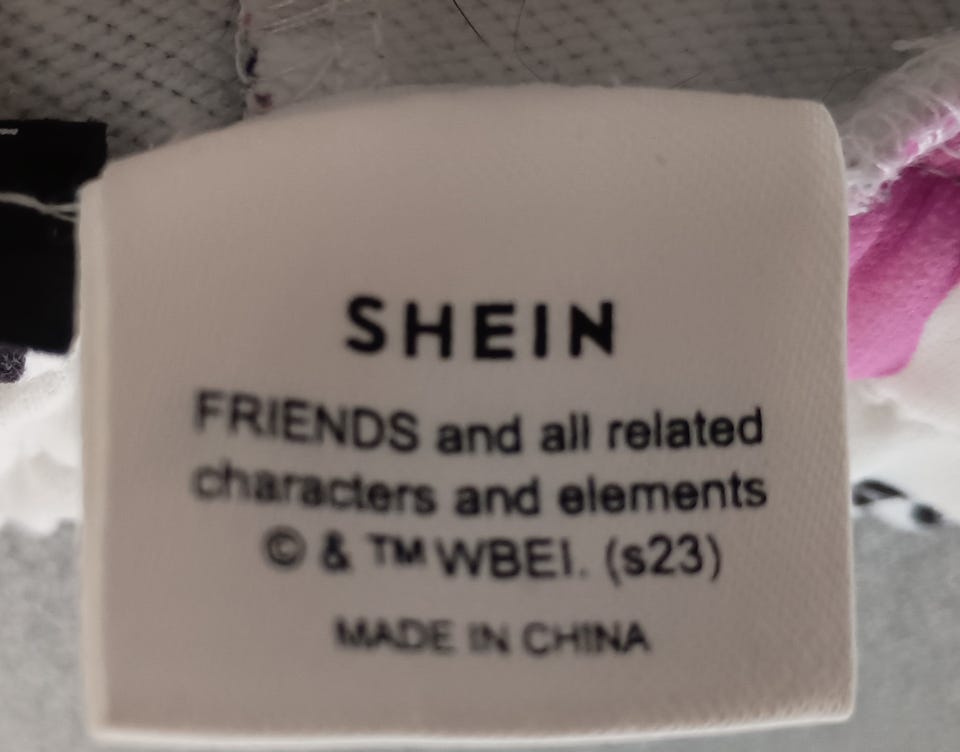 SHEIN
FRIENDS and all related
characters and elements
© & ™ WBEI. (s23)
MADE IN CHINA